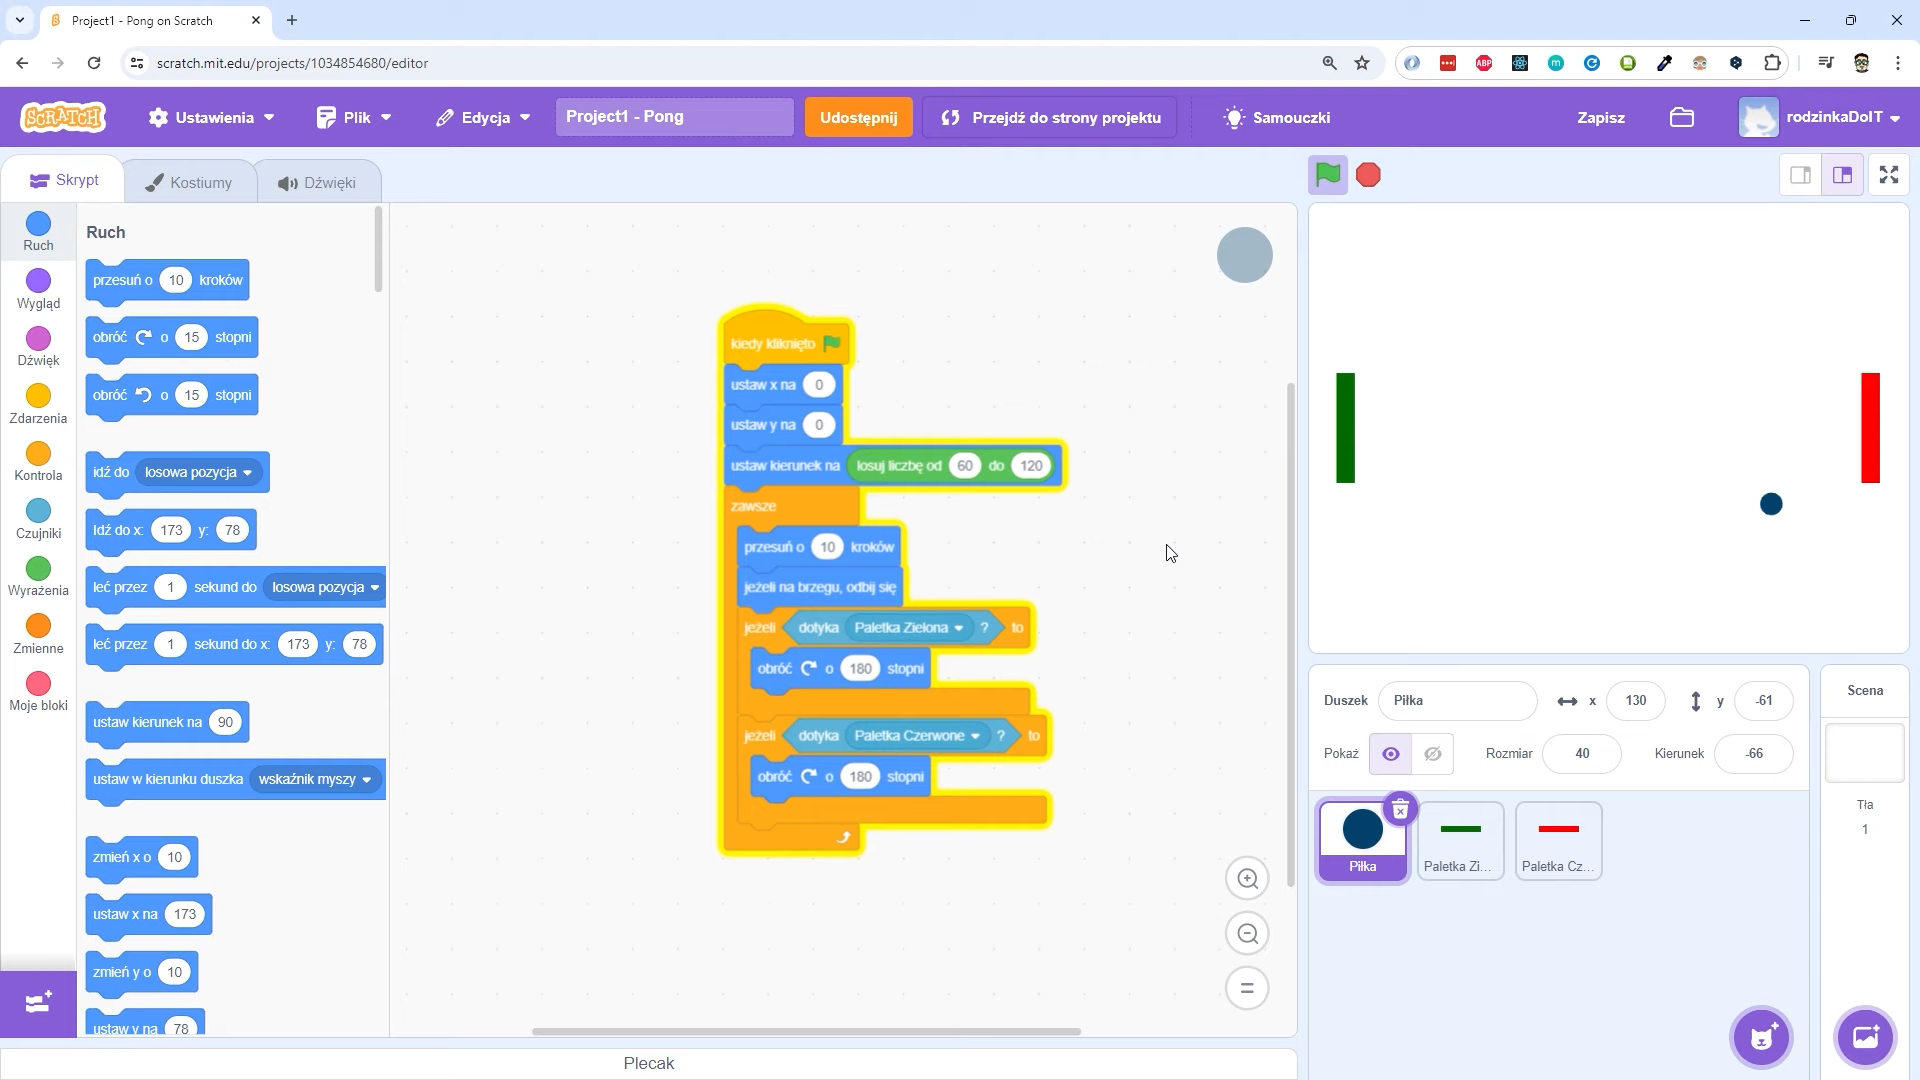 Project1 - Pong on Scratch
scratch.mit.edu/projects/1034854680/editor
ABP
SCRATCH
Ustawienia
Plik
Edycja
Project1 - Pong
Udostępnij
Przejdź do strony projektu
Samouczki
Zapisz
rodzinkaDoIT
Skrypt
Kostiumy
Dźwięki
Ruch
Wygląd
Dźwięk
Zdarzenia
Kontrola
Czujniki
Wyrażenia
Zmienne
Moje bloki
Ruch
przesuń o 10 kroków
obróć o 15 stopni
obróć o 15 stopni
idź do losowa pozycja
Idź do x: 173 y: 78
leć przez 1 sekund do losowa pozycja
leć przez 1 sekund do x: 173 y: 78
ustaw kierunek na 90
ustaw w kierunku duszka wskaźnik myszy
zmień x o 10
ustaw x na 173
zmień y o 10
ustaw y na 78
kiedy kliknięto
ustaw x na 0
ustaw y na 0
ustaw kierunek na losuj liczbę od 60 do 120
zawsze
przesuń o 10 kroków
jeżeli na brzegu, odbij się
jeżeli dotyka Paletka Zielona ? to
obróć o 180 stopni
jeżeli dotyka Paletka Czerwone ? to
obróć o 180 stopni
Plecak
Duszek Piłka x 130 y -61
Pokaż Rozmiar 40 Kierunek -66
Piłka
Paletka Zi...
Paletka Cz...
Scena
Tła
1